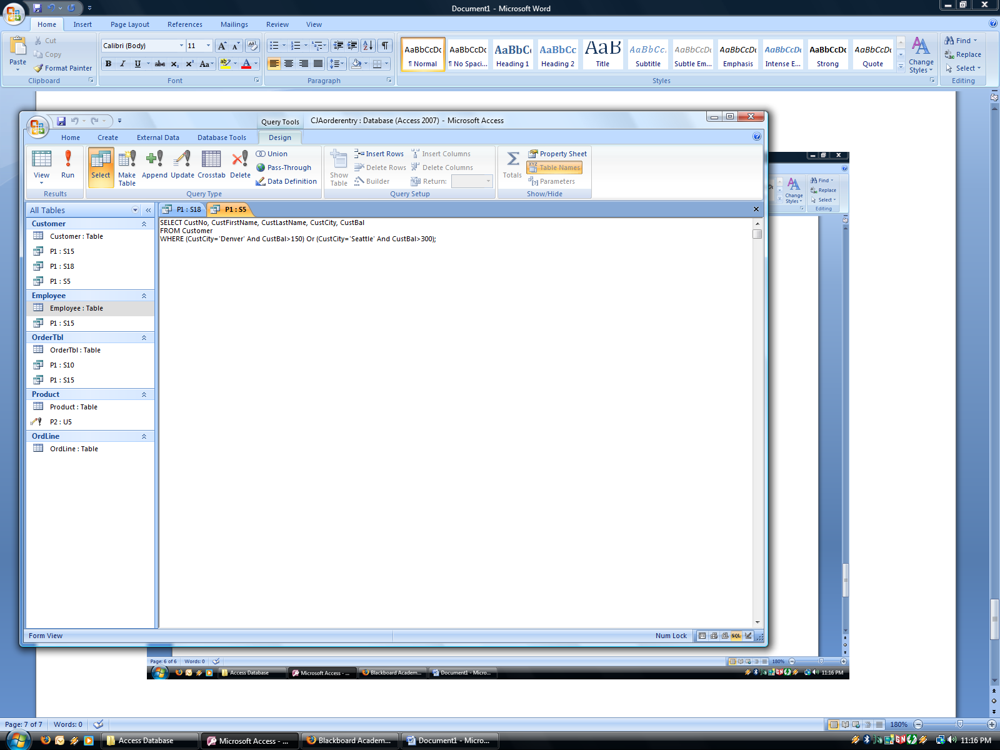 Document1 - Microsoft Word
Home Insert Page Layout References Mailings Review View
Paste
Cut
Copy
Format Painter
Clipboard
Calibri (Body) 11
Font
Paragraph
AaBbCcDc AaBbCcDc AaBbC AaBbCc AaB AaBbCc. AaBbCcDc AaBbCcDc AaBbCcDc AaBbCcDc AaBbCcDc
¶ Normal ¶ No Spaci... Heading 1 Heading 2 Title Subtitle Subtle Em... Emphasis Intense E... Strong Quote
Change Styles
Styles
Find
Replace
Select
Editing
Query Tools
CJAorderentry : Database (Access 2007) - Microsoft Access
Home Create External Data Database Tools Design
View Run
Results
Select Make Table Append Update Crosstab Delete
Union
Pass-Through
Data Definition
Query Type
Show Table
Insert Rows
Delete Rows
Builder
Insert Columns
Delete Columns
Return:
Query Setup
Totals
Property Sheet
Table Names
Parameters
Show/Hide
All Tables
Customer
Customer : Table
P1 : S15
P1 : S18
P1 : S5
Employee
Employee : Table
P1 : S15
OrderTbl
OrderTbl : Table
P1 : S10
P1 : S15
Product
Product : Table
P2 : U5
OrdLine
OrdLine : Table
P1 : S18 P1 : S5
SELECT CustNo, CustFirstName, CustLastName, CustCity, CustBal
FROM Customer
WHERE (CustCity='Denver' And CustBal>150) Or (CustCity='Seattle' And CustBal>300);
Form View
Num Lock
SQL
Change Styles
Find
Replace
Select
Editing
Page: 6 of 6 Words: 0
180%
Access Database Microsoft Access - ... Blackboard Academ... Document1 - Micro...
11:16 PM
Page: 7 of 7 Words: 0
180%
Access Database Microsoft Access - ... Blackboard Academ... Document1 - Micro...
11:16 PM